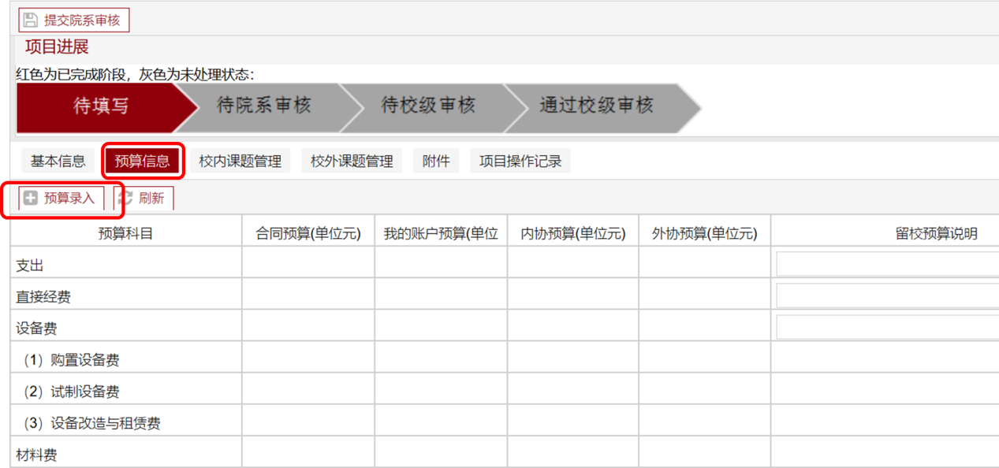 提交院系审核
项目进展
红色为已完成阶段，灰色为未处理状态：
待填写 待院系审核 待校级审核 通过校级审核
基本信息 预算信息 校内课题管理 校外课题管理 附件 项目操作记录
预算录入 刷新
预算科目 合同预算(单位元) 我的账户预算(单位 内协预算(单位元) 外协预算(单位元) 留校预算说明
支出
直接经费
设备费
（1）购置设备费
（2）试制设备费
（3）设备改造与租赁费
材料费